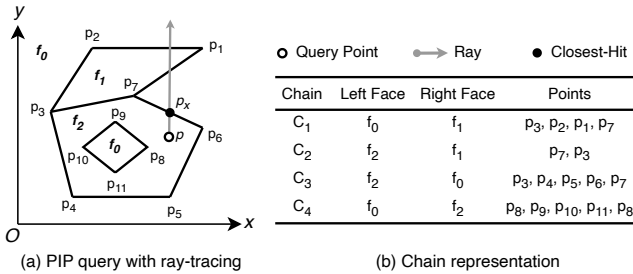 y
f0
p2
p1
f1
p7
px
p3
f2
p9
p6
f0
p
p10
p8
p11
p4
p5
O
x
(a) PIP query with ray-tracing
Query Point Ray Closest-Hit
Chain Left Face Right Face Points
C1 f0 f1 p3, p2, p1, p7
C2 f2 f1 p7, p3
C3 f2 f0 p3, p4, p5, p6, p7
C4 f0 f2 p8, p9, p10, p11, p8
(b) Chain representation